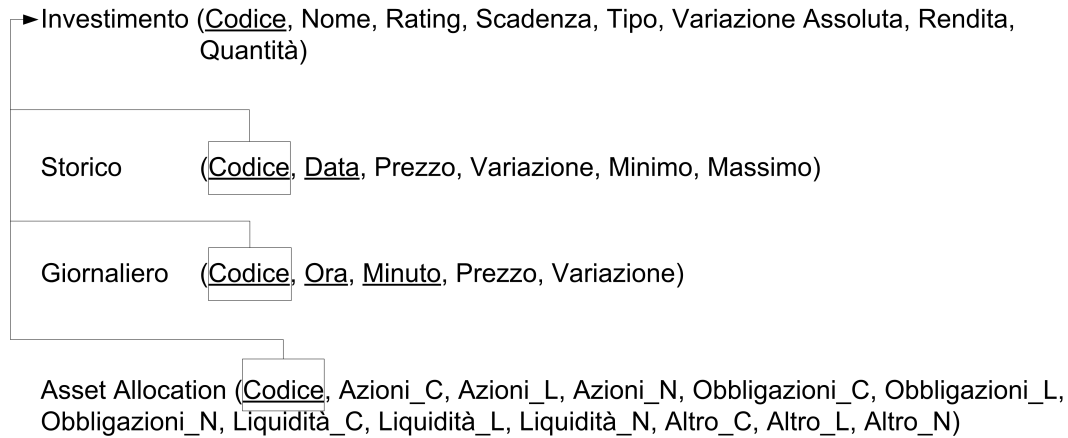 Investimento (Codice, Nome, Rating, Scadenza, Tipo, Variazione Assoluta, Rendita,
Quantità)
Storico (Codice, Data, Prezzo, Variazione, Minimo, Massimo)
Giornaliero (Codice, Ora, Minuto, Prezzo, Variazione)
Asset Allocation (Codice, Azioni_C, Azioni_L, Azioni_N, Obbligazioni_C, Obbligazioni_L,
Obbligazioni_N, Liquidità_C, Liquidità_L, Liquidità_N, Altro_C, Altro_L, Altro_N)